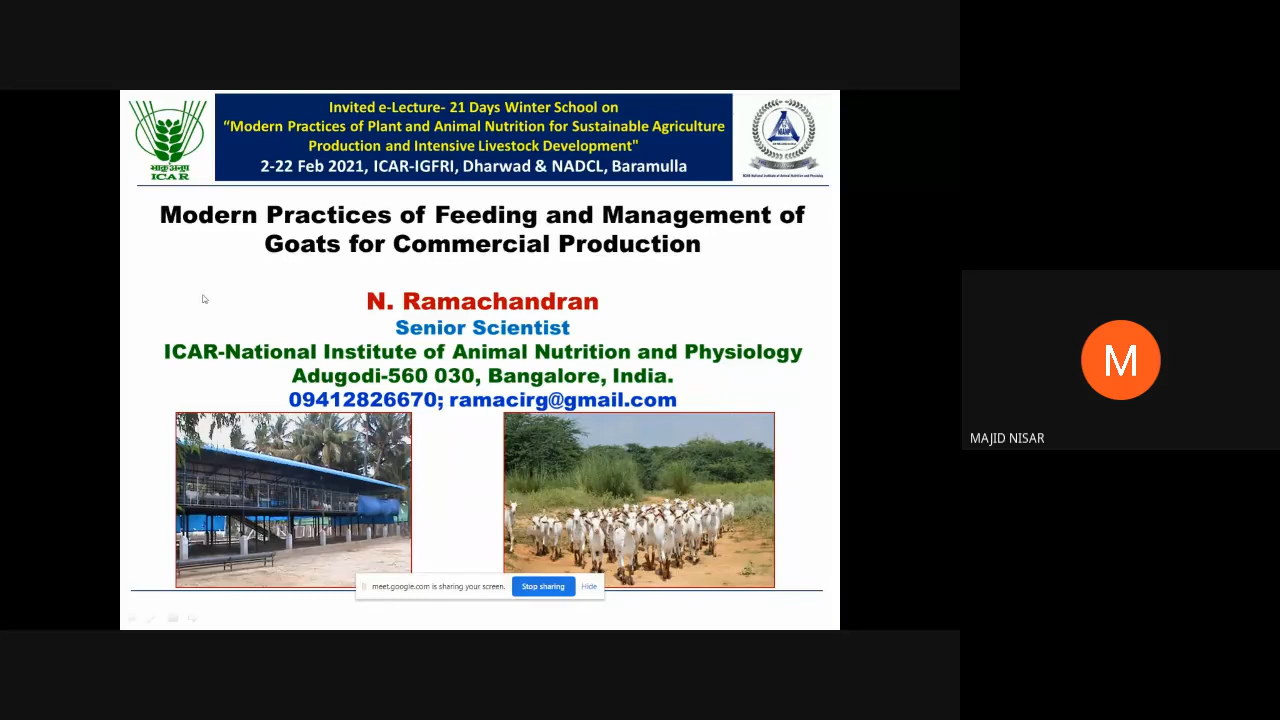 Invited e-Lecture- 21 Days Winter School on
“Modern Practices of Plant and Animal Nutrition for Sustainable Agriculture
Production and Intensive Livestock Development"
2-22 Feb 2021, ICAR-IGFRI, Dharwad & NADCL, Baramulla
भाकृअनुप
ICAR
Modern Practices of Feeding and Management of
Goats for Commercial Production
N. Ramachandran
Senior Scientist
ICAR-National Institute of Animal Nutrition and Physiology
Adugodi-560 030, Bangalore, India.
09412826670; ramacirg@gmail.com
meet.google.com is sharing your screen.
Stop sharing
Hide
M
MAJID NISAR